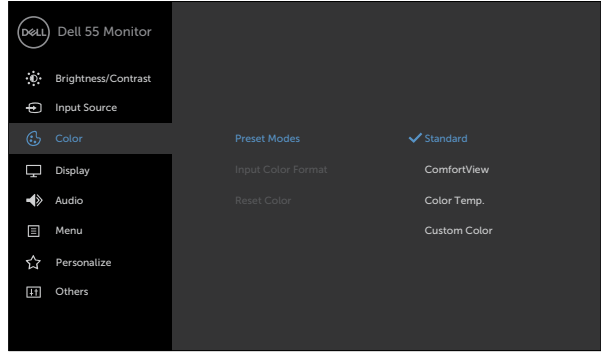 DELL Dell 55 Monitor
Brightness/Contrast
Input Source
Color Preset Modes Standard
Display Input Color Format ComfortView
Audio Reset Color Color Temp.
Menu Custom Color
Personalize
Others